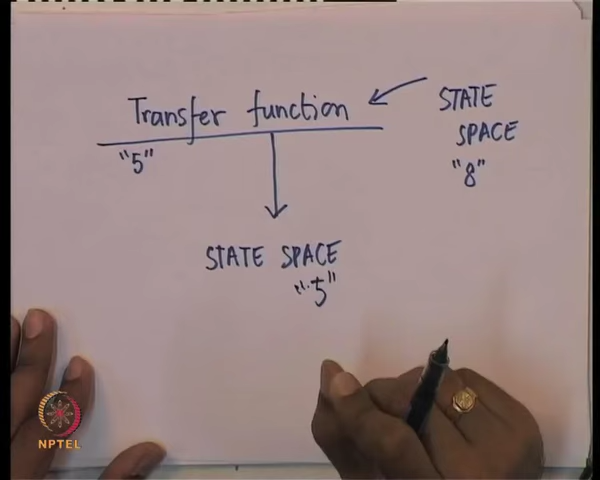 Transfer function
"5"
STATE
SPACE
"8"
STATE SPACE
"5"
NPTEL